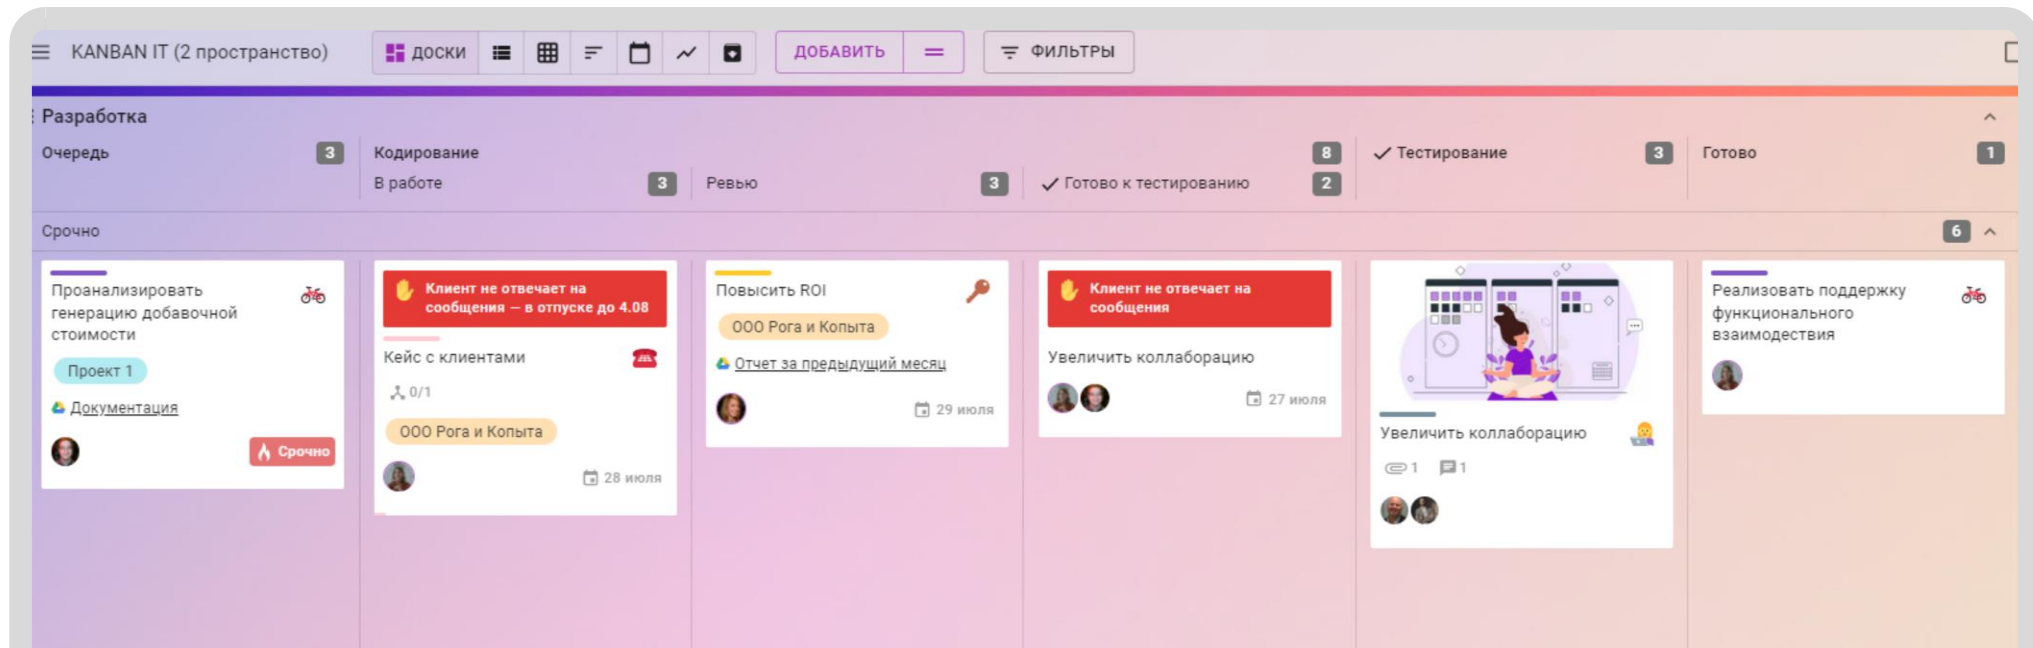 KANBAN IT (2 пространство)
ДОСКИ
ДОБАВИТЬ
ФИЛЬТРЫ
Разработка
Очередь 3
Кодирование 8
Тестирование 3
Готово 1
В работе 3
Ревью 3
Готово к тестированию 2
Срочно 6
Проанализировать
генерацию добавочной
стоимости
Проект 1
Документация
Срочно
Клиент не отвечает на
сообщения — в отпуске до 4.08
Кейс с клиентами
0/1
ООО Рога и Копыта
28 июля
Повысить ROI
ООО Рога и Копыта
Отчет за предыдущий месяц
29 июля
Клиент не отвечает на
сообщения
Увеличить коллаборацию
27 июля
Увеличить коллаборацию
1 1
Реализовать поддержку
функционального
взаимодествия